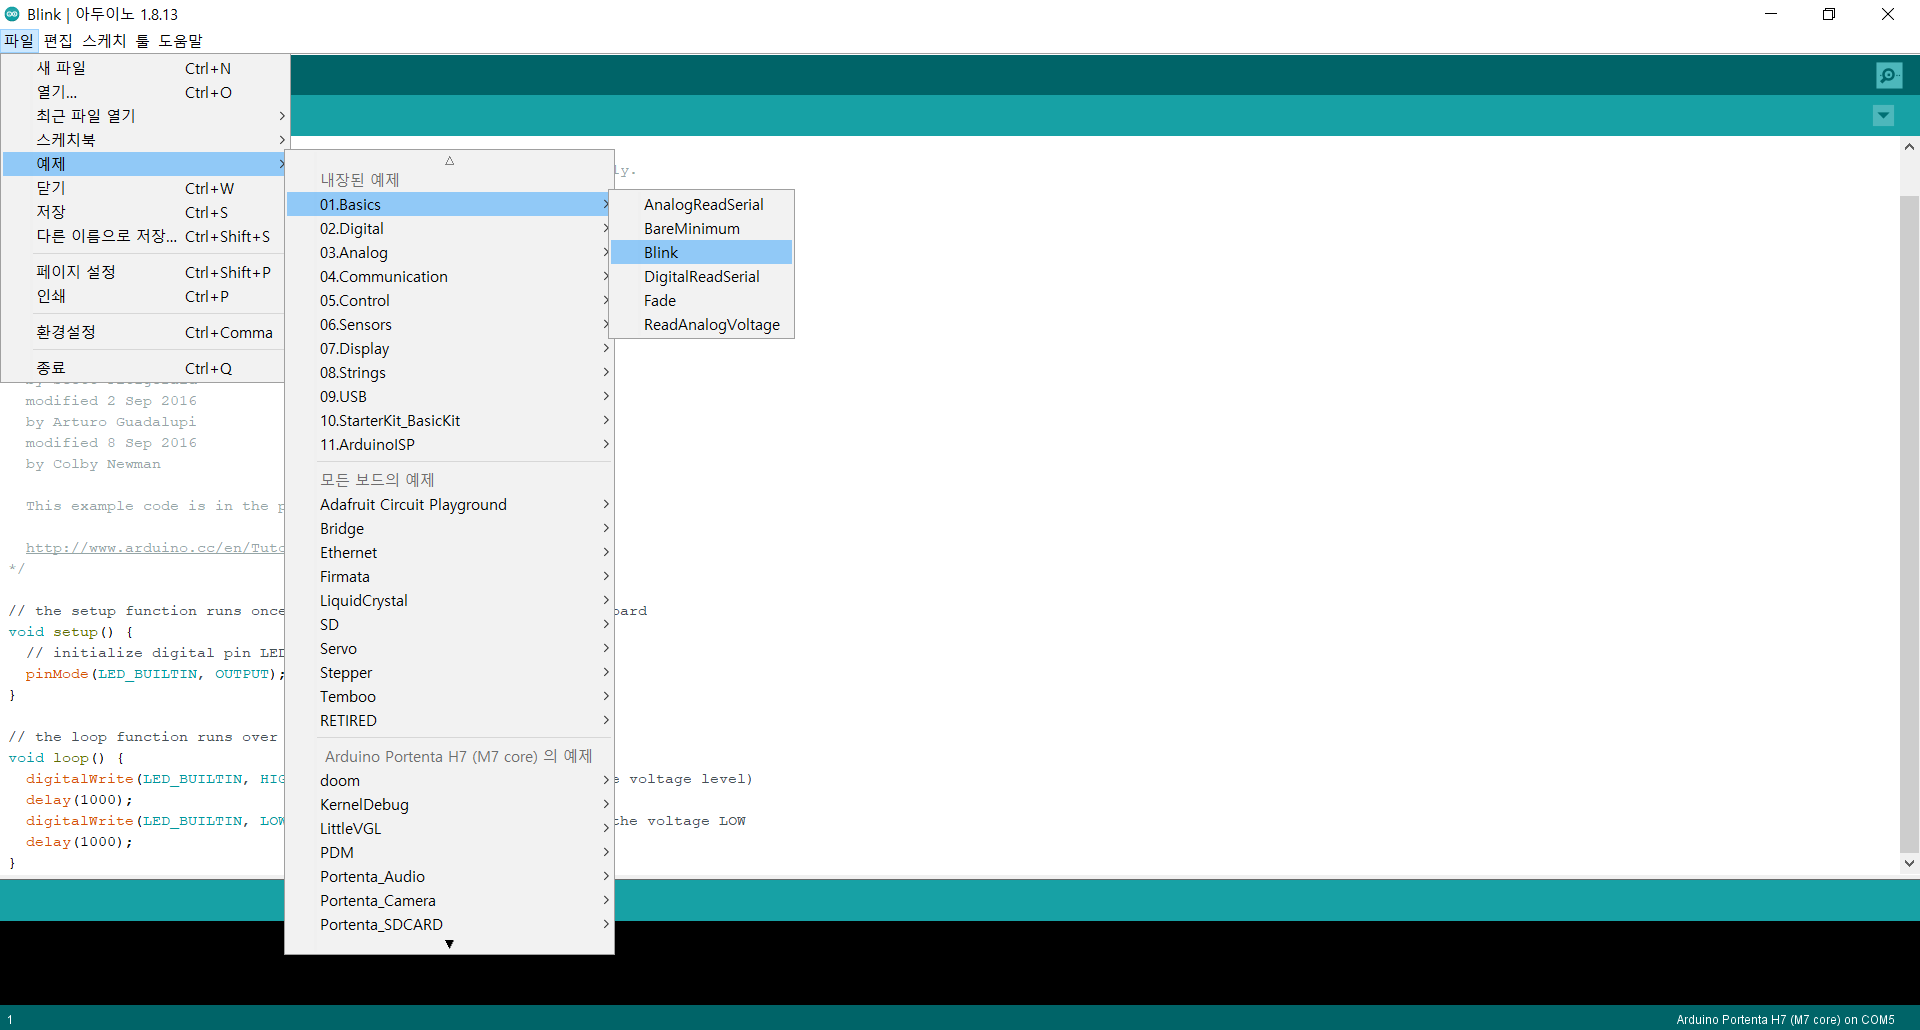 Blink | 아두이노 1.8.13
파일 편집 스케치 툴 도움말
새 파일 Ctrl+N
열기... Ctrl+O
최근 파일 열기
스케치북
예제
닫기 Ctrl+W
저장 Ctrl+S
다른 이름으로 저장... Ctrl+Shift+S
페이지 설정 Ctrl+Shift+P
인쇄 Ctrl+P
환경설정 Ctrl+Comma
종료 Ctrl+Q
내장된 예제
01.Basics
02.Digital
03.Analog
04.Communication
05.Control
06.Sensors
07.Display
08.Strings
09.USB
10.StarterKit_BasicKit
11.ArduinoISP
모든 보드의 예제
Adafruit Circuit Playground
Bridge
Ethernet
Firmata
LiquidCrystal
SD
Servo
Stepper
Temboo
RETIRED
Arduino Portenta H7 (M7 core) 의 예제
doom
KernelDebug
LittleVGL
PDM
Portenta_Audio
Portenta_Camera
Portenta_SDCARD
AnalogReadSerial
BareMinimum
Blink
DigitalReadSerial
Fade
ReadAnalogVoltage
ly.
modified 2 Sep 2016
by Arturo Guadalupi
modified 8 Sep 2016
by Colby Newman
This example code is in the p
http://www.arduino.cc/en/Tuto
*/
// the setup function runs once oard
void setup() {
// initialize digital pin LED
pinMode(LED_BUILTIN, OUTPUT);
}
// the loop function runs over
void loop() {
digitalWrite(LED_BUILTIN, HIG e voltage level)
delay(1000);
digitalWrite(LED_BUILTIN, LOW the voltage LOW
delay(1000);
}
1
Arduino Portenta H7 (M7 core) on COM5